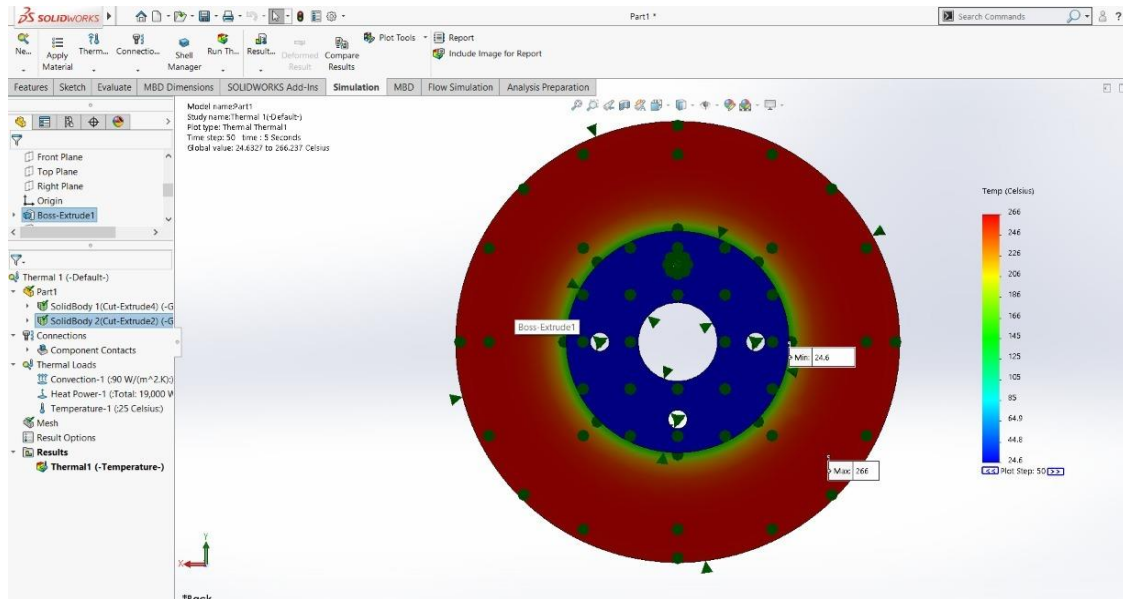 SOLIDWORKS
Part1 *
Search Commands
?
Ne...
Apply Material
Therm...
Connectio...
Shell Manager
Run Th...
Result...
Deformed Result
Compare Results
Plot Tools
Report
Include Image for Report
Features Sketch Evaluate MBD Dimensions SOLIDWORKS Add-Ins Simulation MBD Flow Simulation Analysis Preparation
Front Plane
Top Plane
Right Plane
Origin
Boss-Extrude1
Thermal 1 (-Default-)
Part1
SolidBody 1(Cut-Extrude4) (-G
SolidBody 2(Cut-Extrude2) (-G
Connections
Component Contacts
Thermal Loads
Convection-1 (:90 W/(m^2.K):)
Heat Power-1 (:Total: 19,000 W
Temperature-1 (:25 Celsius:)
Mesh
Result Options
Results
Thermal1 (-Temperature-)
Model name:Part1
Study name:Thermal 1(-Default-)
Plot type: Thermal Thermal1
Time step: 50 time : 5 Seconds
Global value: 24.6327 to 266.237 Celsius
Boss-Extrude1
Min: 24.6
Max: 266
Temp (Celsius)
266
246
226
206
186
166
145
125
105
85
64.9
44.8
24.6
<< Plot Step: 50 >>
Y
X
*Back